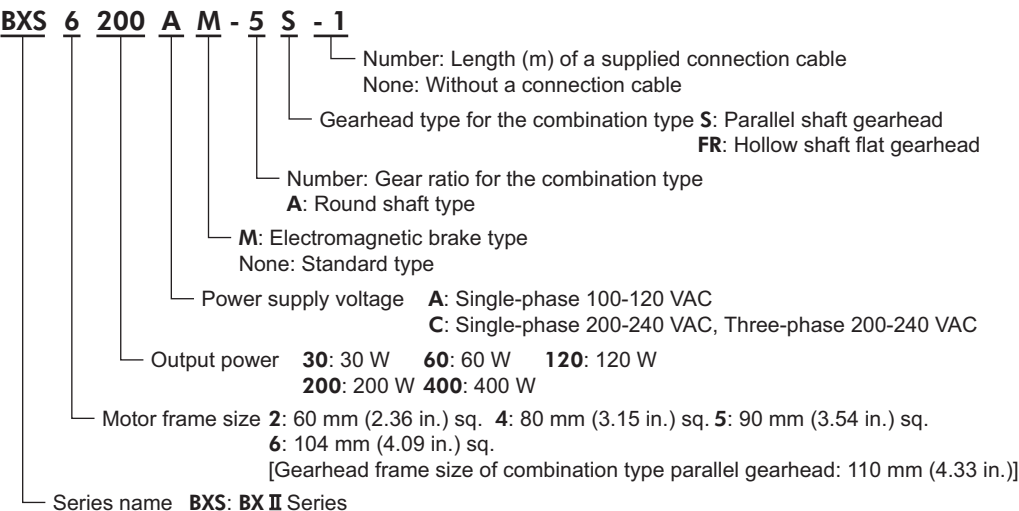 BXS 6 200 A M - 5 S - 1
Number: Length (m) of a supplied connection cable
None: Without a connection cable
Gearhead type for the combination type S: Parallel shaft gearhead
FR: Hollow shaft flat gearhead
Number: Gear ratio for the combination type
A: Round shaft type
M: Electromagnetic brake type
None: Standard type
Power supply voltage A: Single-phase 100-120 VAC
C: Single-phase 200-240 VAC, Three-phase 200-240 VAC
Output power 30: 30 W 60: 60 W 120: 120 W
200: 200 W 400: 400 W
Motor frame size 2: 60 mm (2.36 in.) sq. 4: 80 mm (3.15 in.) sq. 5: 90 mm (3.54 in.) sq.
6: 104 mm (4.09 in.) sq.
[Gearhead frame size of combination type parallel gearhead: 110 mm (4.33 in.)]
Series name BXS: BX II Series